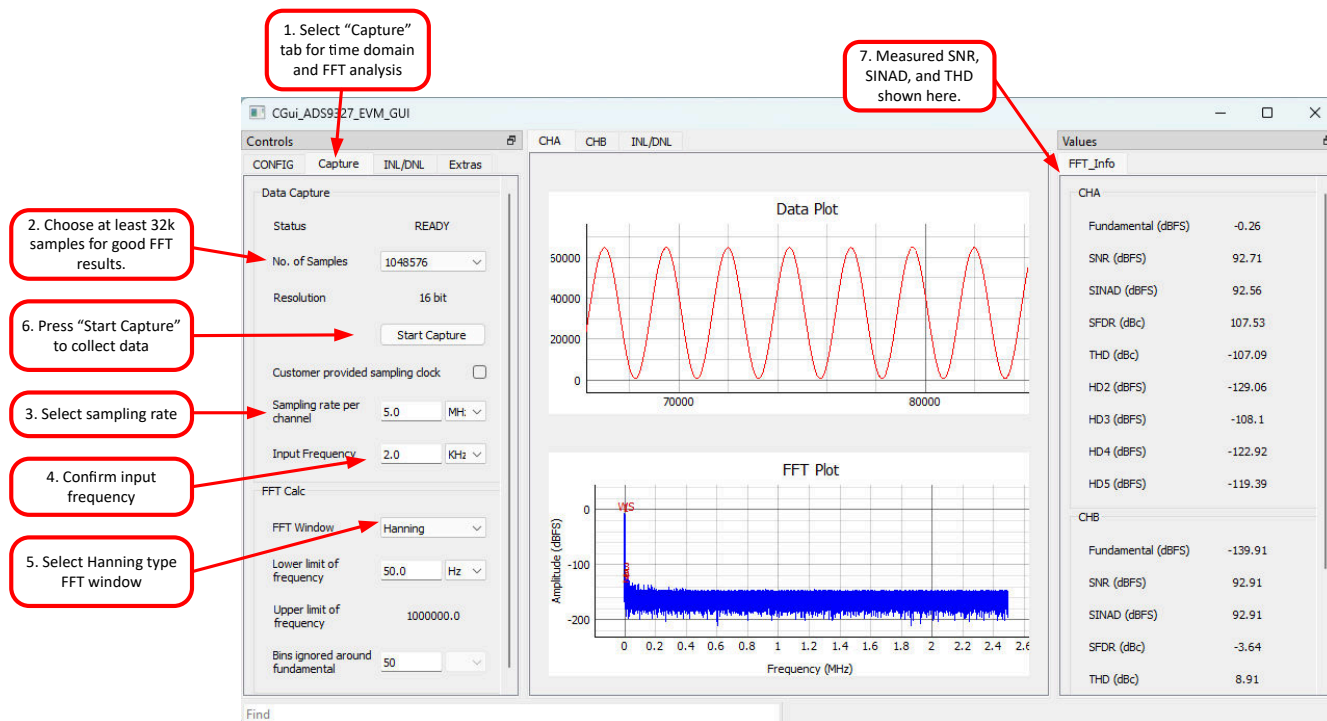 1. Select “Capture”
tab for time domain
and FFT analysis
7. Measured SNR,
SINAD, and THD
shown here.
CGui_ADS9327_EVM_GUI
Controls
CHA CHB INL/DNL
Values
CONFIG Capture INL/DNL Extras
FFT_Info
Data Capture
Status READY
2. Choose at least 32k
samples for good FFT
results.
No. of Samples 1048576
Resolution 16 bit
6. Press “Start Capture”
to collect data
Start Capture
Customer provided sampling clock
3. Select sampling rate
Sampling rate per
channel
5.0 MH:
4. Confirm input
frequency
Input Frequency 2.0 KHz
FFT Calc
5. Select Hanning type
FFT window
FFT Window Hanning
Lower limit of
frequency
50.0 Hz
Upper limit of
frequency
1000000.0
Bins ignored around
fundamental
50
Find
Data Plot
50000
40000
20000
0
70000 80000
FFT Plot
Amplitude (dBFS)
0
-100
-200
0 0.2 0.4 0.6 0.8 1 1.2 1.4 1.6 1.8 2 2.2 2.4 2.6
Frequency (MHz)
CHA
Fundamental (dBFS) -0.26
SNR (dBFS) 92.71
SINAD (dBFS) 92.56
SFDR (dBc) 107.53
THD (dBc) -107.09
HD2 (dBFS) -129.06
HD3 (dBFS) -108.1
HD4 (dBFS) -122.92
HD5 (dBFS) -119.39
CHB
Fundamental (dBFS) -139.91
SNR (dBFS) 92.91
SINAD (dBFS) 92.91
SFDR (dBc) -3.64
THD (dBc) 8.91